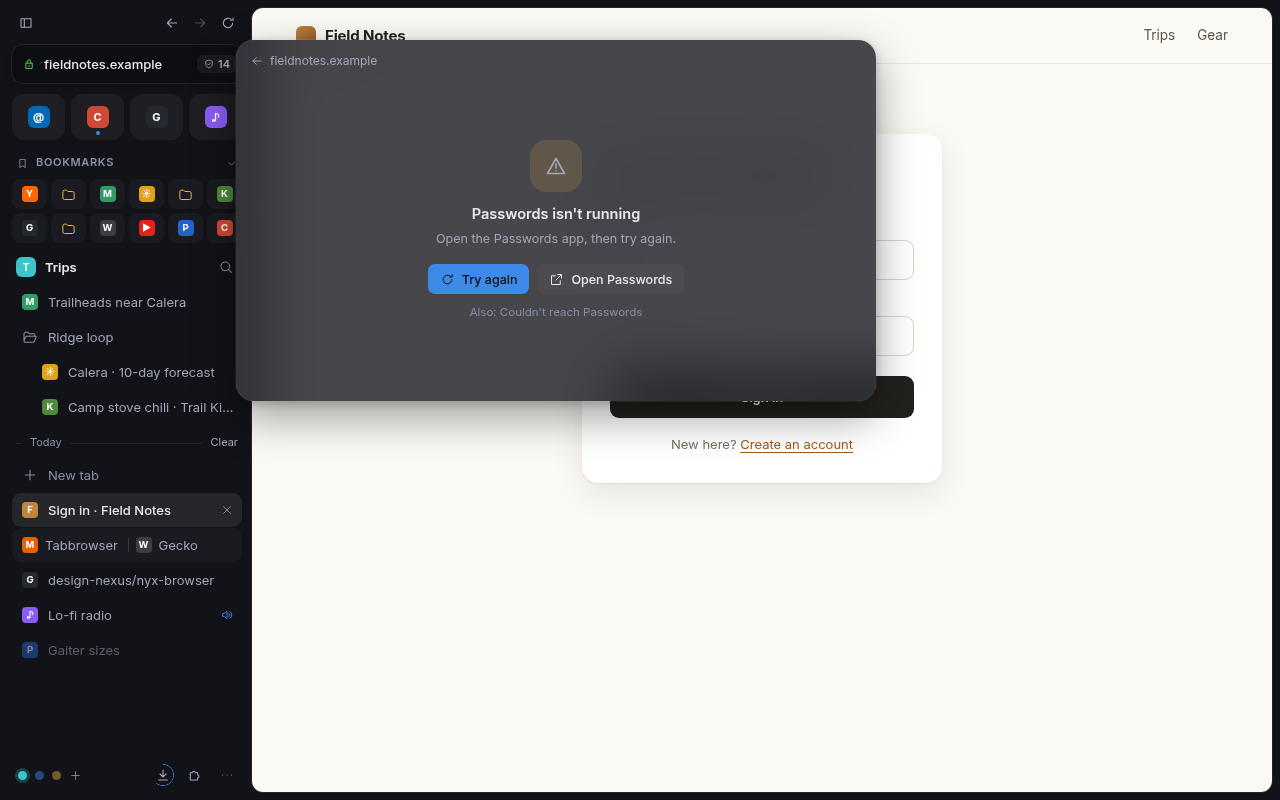 fieldnotes.example
14
@
C
G
BOOKMARKS
Y
M
K
G
W
P
C
T Trips
M Trailheads near Calera
Ridge loop
Calera · 10-day forecast
K Camp stove chili · Trail Ki...
Today
Clear
New tab
F Sign in · Field Notes
M Tabbrowser
W Gecko
G design-nexus/nyx-browser
Lo-fi radio
P Gaiter sizes
Field Notes
Trips
Gear
fieldnotes.example
Passwords isn't running
Open the Passwords app, then try again.
Try again
Open Passwords
Also: Couldn't reach Passwords
Sign in
New here? Create an account